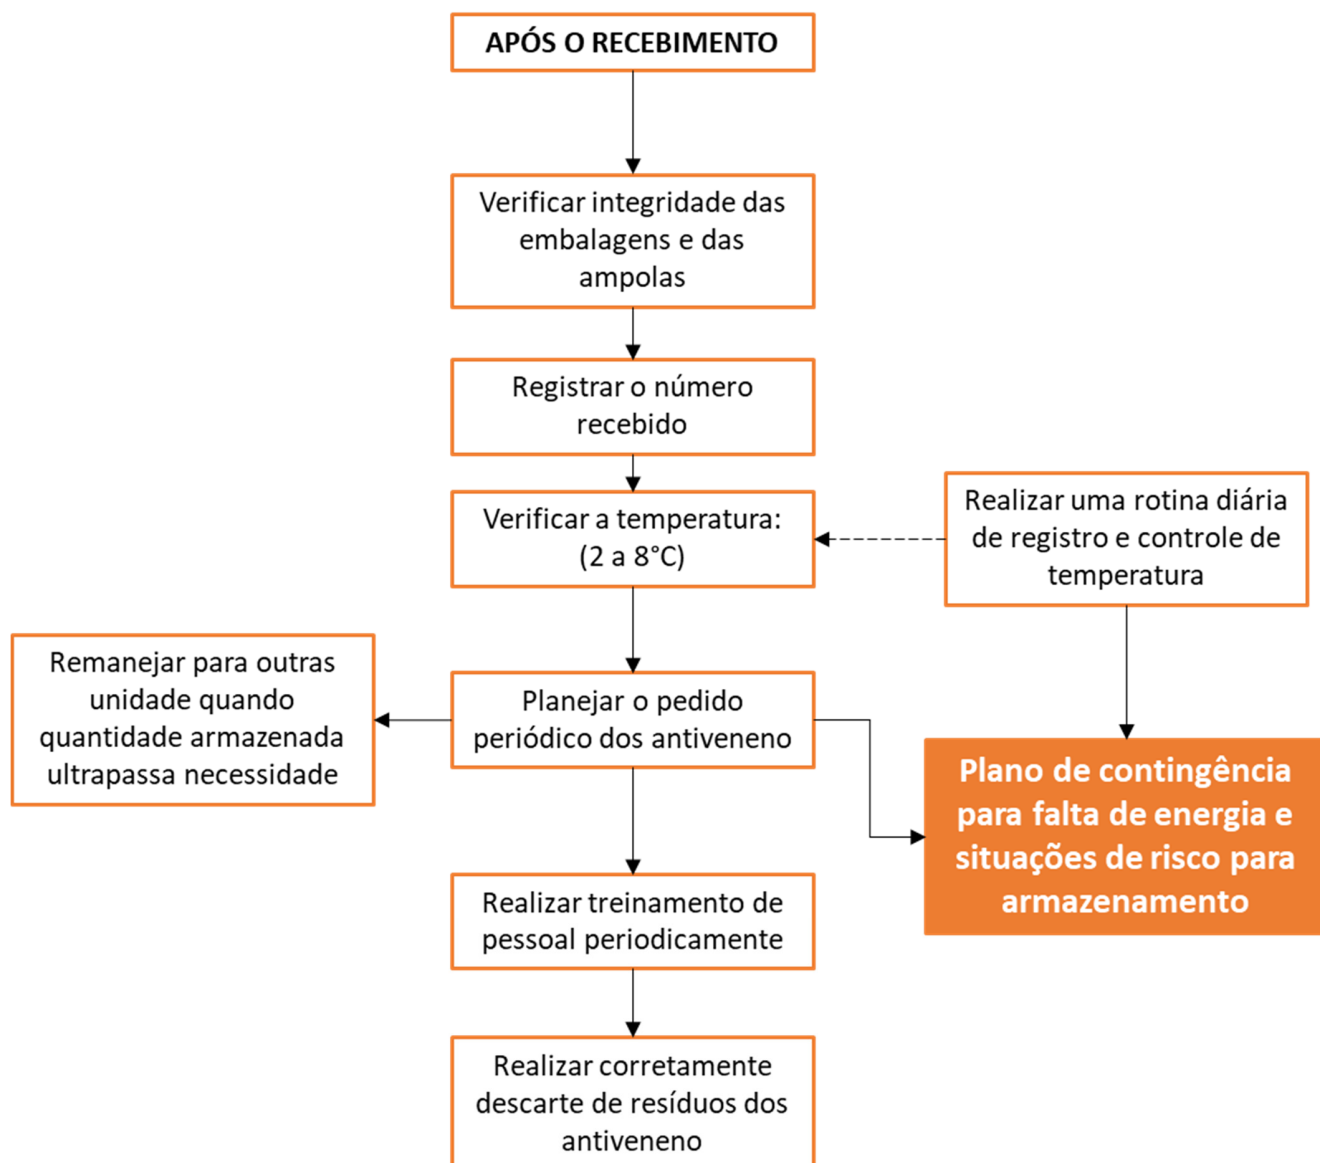 APÓS O RECEBIMENTO
Verificar integridade das
embalagens e das
ampolas
Registrar o número
recebido
Verificar a temperatura:
(2 a 8°C)
Realizar uma rotina diária
de registro e controle de
temperatura
Remanejar para outras
unidade quando
quantidade armazenada
ultrapassa necessidade
Planejar o pedido
periódico dos antiveneno
Plano de contingência
para falta de energia e
situações de risco para
armazenamento
Realizar treinamento de
pessoal periodicamente
Realizar corretamente
descarte de resíduos dos
antiveneno